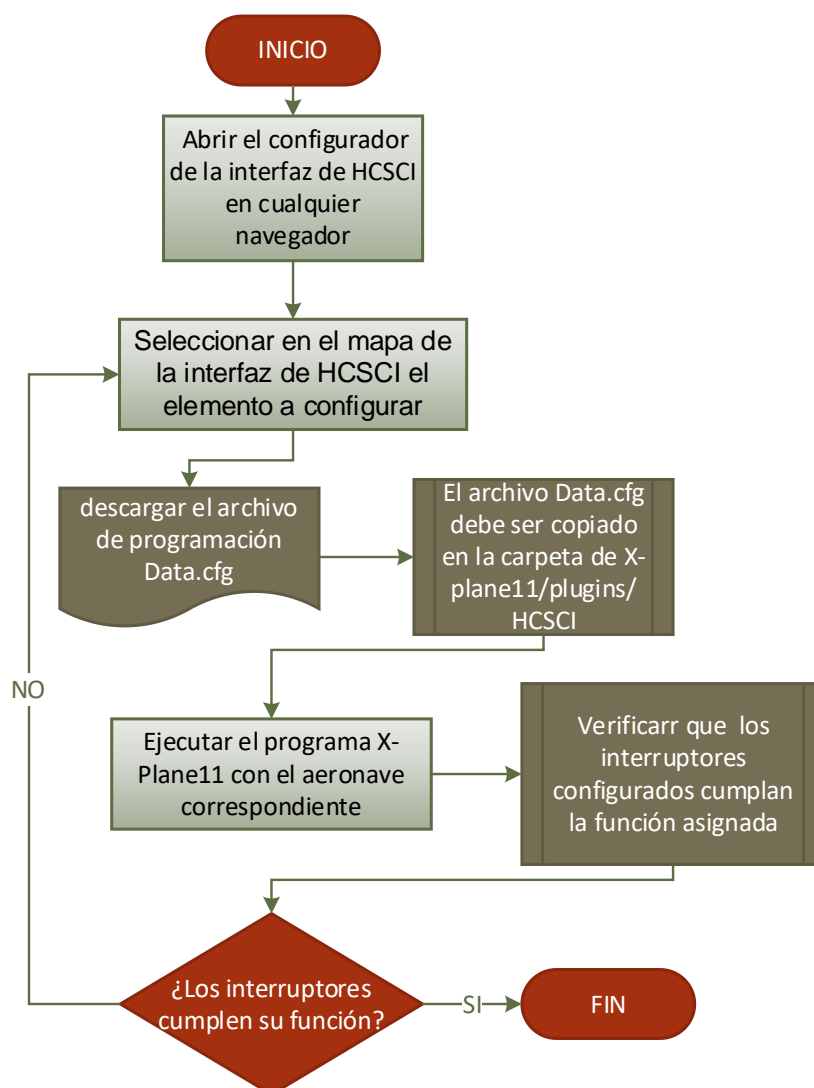 INICIO
Abrir el configurador
de la interfaz de HCSCI
en cualquier
navegador
Seleccionar en el mapa de
la interfaz de HCSCI el
elemento a configurar
descargar el archivo
de programación
Data.cfg
El archivo Data.cfg
debe ser copiado
en la carpeta de X-
plane11/plugins/
HCSCI
Ejecutar el programa X-
Plane11 con el aeronave
correspondiente
Verificarr que los
interruptores
configurados cumplan
la función asignada
¿Los interruptores
cumplen su función?
NO
SI
FIN